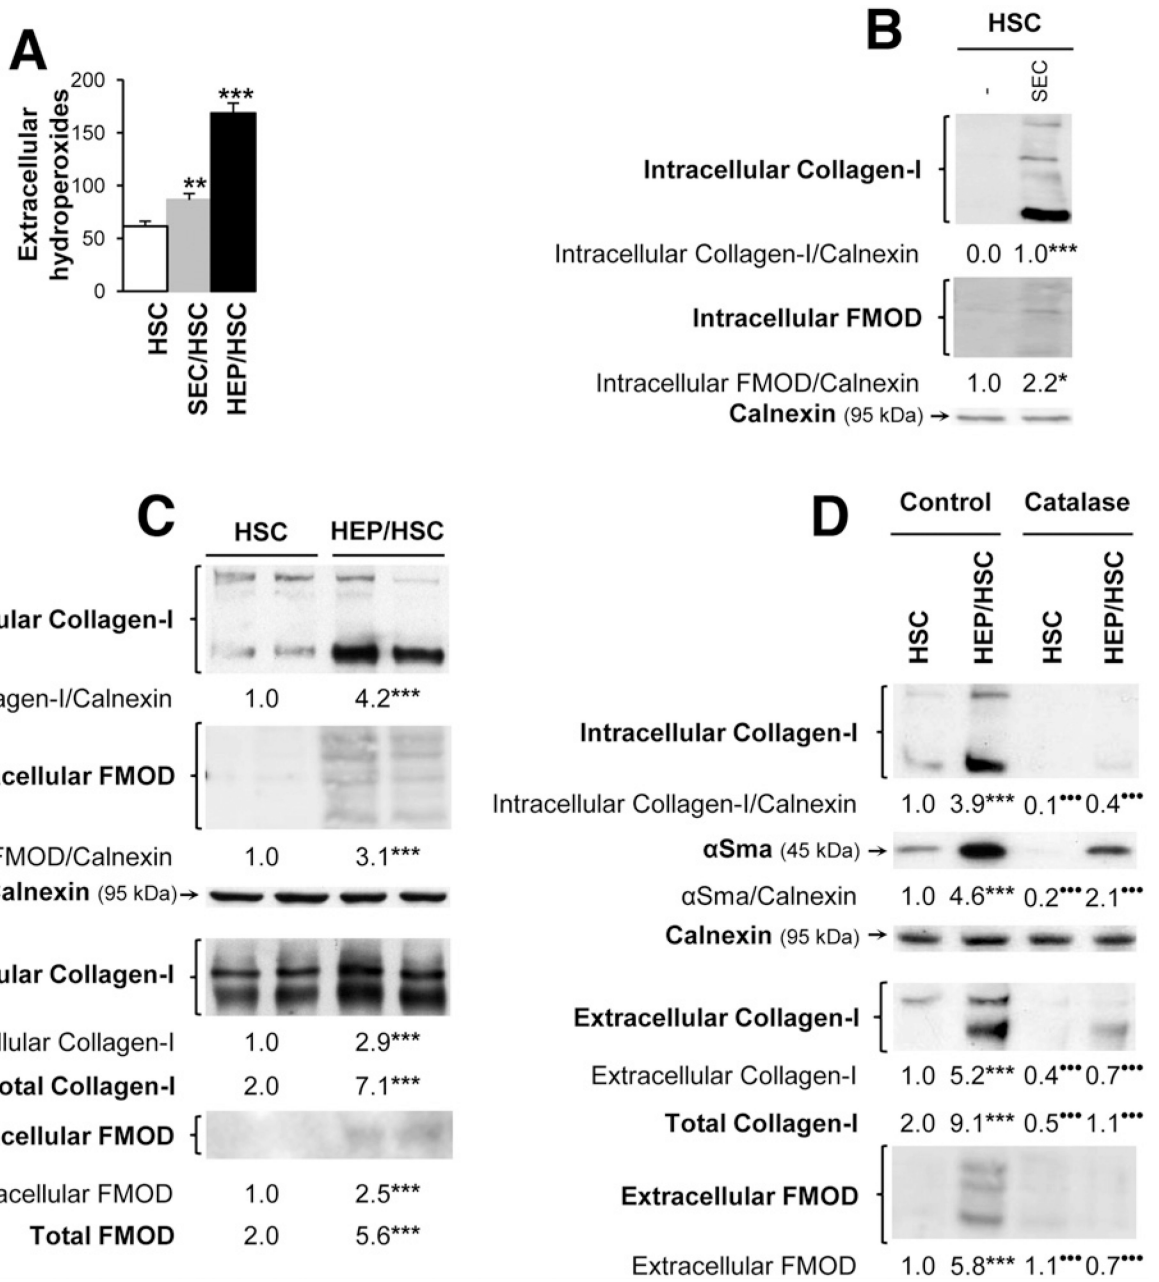 A
Extracellular
hydroperoxides
200
150
100
50
0
***
**
HSC
SEC/HSC
HEP/HSC
B
HSC
-
SEC
Intracellular Collagen-I
Intracellular Collagen-I/Calnexin 0.0 1.0***
Intracellular FMOD
Intracellular FMOD/Calnexin 1.0 2.2*
Calnexin (95 kDa) →
C
HSC HEP/HSC
ular Collagen-I
agen-I/Calnexin 1.0 4.2***
cellular FMOD
FMOD/Calnexin 1.0 3.1***
alnexin (95 kDa) →
ular Collagen-I
llular Collagen-I 1.0 2.9***
otal Collagen-I 2.0 7.1***
cellular FMOD
acellular FMOD 1.0 2.5***
Total FMOD 2.0 5.6***
D
Control Catalase
HSC HEP/HSC HSC HEP/HSC
Intracellular Collagen-I
Intracellular Collagen-I/Calnexin 1.0 3.9*** 0.1••• 0.4•••
αSma (45 kDa) →
αSma/Calnexin 1.0 4.6*** 0.2••• 2.1•••
Calnexin (95 kDa) →
Extracellular Collagen-I
Extracellular Collagen-I 1.0 5.2*** 0.4••• 0.7•••
Total Collagen-I 2.0 9.1*** 0.5••• 1.1•••
Extracellular FMOD
Extracellular FMOD 1.0 5.8*** 1.1••• 0.7•••